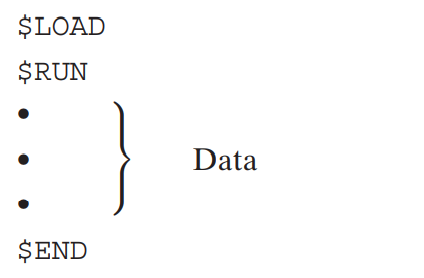 $LOAD
$RUN
•
• Data
•
$END